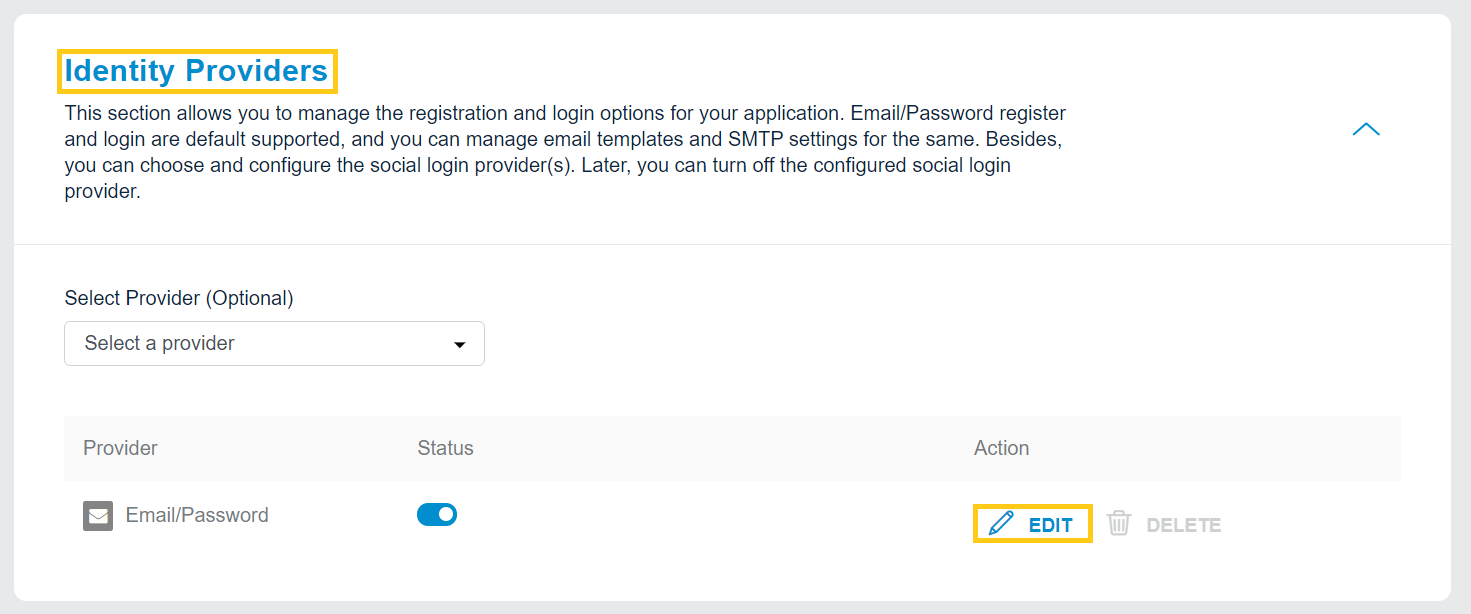 Identity Providers
This section allows you to manage the registration and login options for your application. Email/Password register
and login are default supported, and you can manage email templates and SMTP settings for the same. Besides,
you can choose and configure the social login provider(s). Later, you can turn off the configured social login
provider.
Select Provider (Optional)
Select a provider
Provider Status Action
Email/Password EDIT DELETE